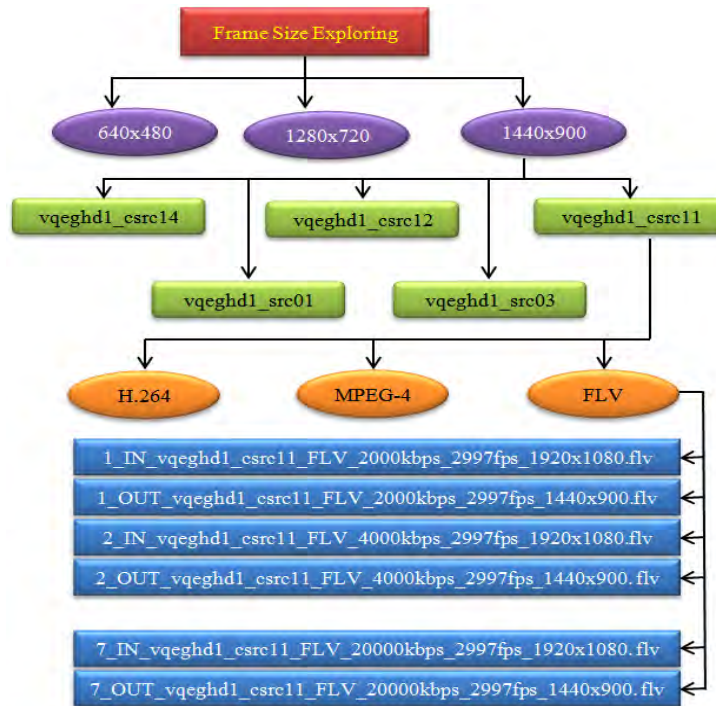 Frame Size Exploring
640x480
1280x720
1440x900
vqeghd1_csrc14
vqeghd1_csrc12
vqeghd1_csrc11
vqeghd1_src01
vqeghd1_src03
H.264
MPEG-4
FLV
1_IN_vqeghd1_csrc11_FLV_2000kbps_2997fps_1920x1080.flv
1_OUT_vqeghd1_csrc11_FLV_2000kbps_2997fps_1440x900.flv
2_IN_vqeghd1_csrc11_FLV_4000kbps_2997fps_1920x1080.flv
2_OUT_vqeghd1_csrc11_FLV_4000kbps_2997fps_1440x900.flv
7_IN_vqeghd1_csrc11_FLV_20000kbps_2997fps_1920x1080.flv
7_OUT_vqeghd1_csrc11_FLV_20000kbps_2997fps_1440x900.flv